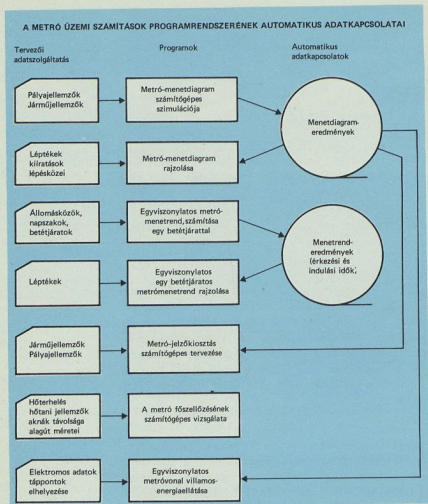 A METRÓ ÜZEMI SZÁMÍTÁSOK PROGRAMRENDSZERÉNEK AUTOMATIKUS ADATKAPCSOLATAI
Tervezői
adatszolgáltatás
Programok
Automatikus
adatkapcsolatok
Pályajellemzők
Járműjellemzők
Metró-menetdiagram
számítógépes
szimulációja
Menetdiagram-
eredmények
Léptékek
kiíratások
lépésközei
Metró-menetdiagram
rajzolása
Állomásközök,
napszakok,
betétjáratok
Egyviszonylatos metró-
menetrend, számítása
egy betétjárattal
Menetrend-
eredmények
(érkezési és
indulási idők,
Léptékek
Egyviszonylatos
egy betétjáratos
metrómenetrend rajzolása
Járműjellemzők
Pályajellemzők
Metró-jelzőkiosztás
számítógépes tervezése
Hőterhelés
hőtani jellemzők
aknák távolsága
alagút méretei
A metró főszellőzésének
számítógépes vizsgálata
Elektromos adatok
táppontok
elhelyezése
Egyviszonylatos
metróvonal villamos-
energiaellátása